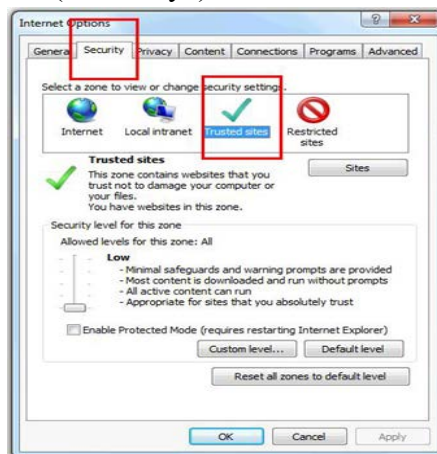 Internet Options
General Security Privacy Content Connections Programs Advanced
Select a zone to view or change security settings.
Internet Local intranet Trusted sites Restricted sites
Trusted sites
Sites
This zone contains websites that you
trust not to damage your computer or
your files.
You have websites in this zone.
Security level for this zone
Allowed levels for this zone: All
Low
- Minimal safeguards and warning prompts are provided
- Most content is downloaded and run without prompts
- All active content can run
- Appropriate for sites that you absolutely trust
Enable Protected Mode (requires restarting Internet Explorer)
Custom level... Default level
Reset all zones to default level
OK Cancel Apply